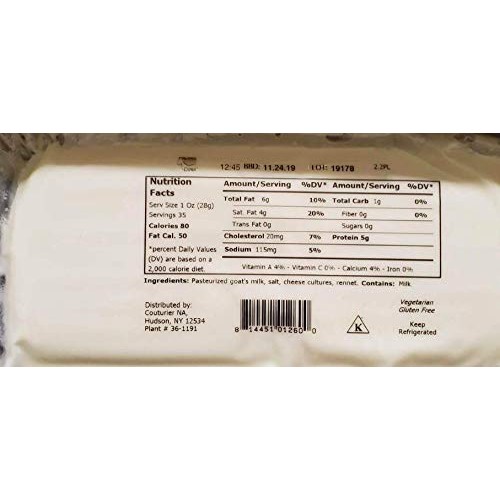 12:45 BBD: 11.24.19 LOT: 19178 2.2PL
Nutrition Facts
Serv Size 1 Oz (28g)
Servings 35
Calories 80
Fat Cal. 50
*percent Daily Values
(DV) are based on a
2,000 calorie diet.
Amount/Serving %DV* Amount/Serving %DV*
Total Fat 6g 10% Total Carb 1g 0%
Sat. Fat 4g 20% Fiber 0g 0%
Trans Fat 0g Sugars 0g
Cholesterol 20mg 7% Protein 5g
Sodium 115mg 5%
Vitamin A 4% - Vitamin C 0% - Calcium 4% - Iron 0%
Ingredients: Pasteurized goat's milk, salt, cheese cultures, rennet. Contains: Milk
Distributed by:
Couturier NA,
Hudson, NY 12534
Plant # 36-1191
8 14451 01260 0
K
Vegetarian
Gluten Free
Keep
Refrigerated